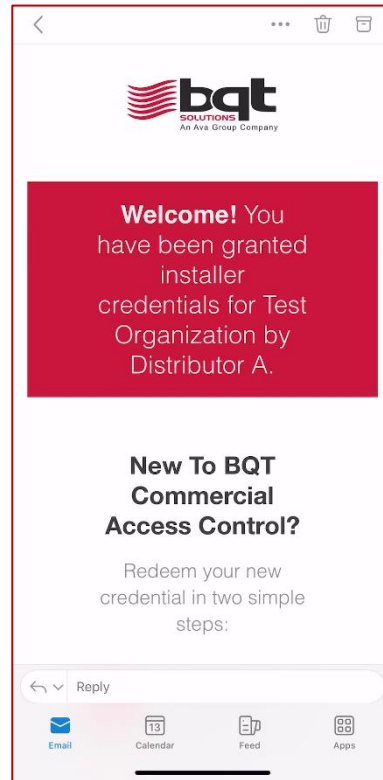 bqt
SOLUTIONS
An Ava Group Company
Welcome! You
have been granted
installer
credentials for Test
Organization by
Distributor A.
New To BQT
Commercial
Access Control?
Redeem your new
credential in two simple
steps:
Reply
13
Email Calendar Feed Apps